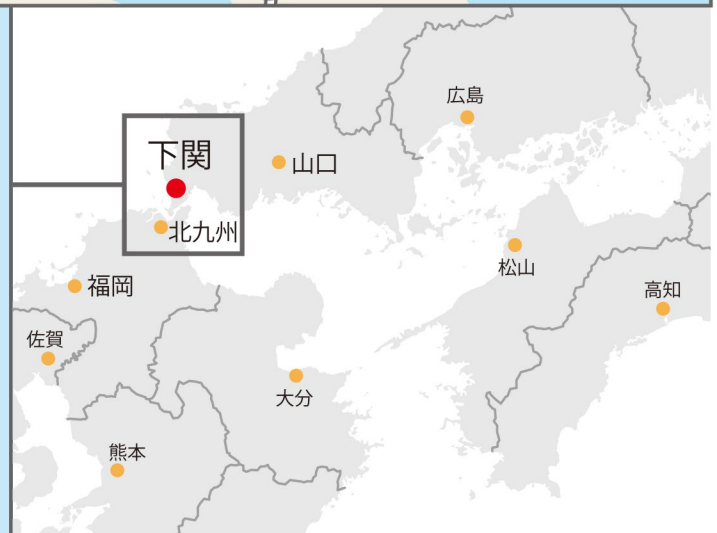 広島
下関
山口
北九州
松山
福岡
高知
佐賀
大分
熊本